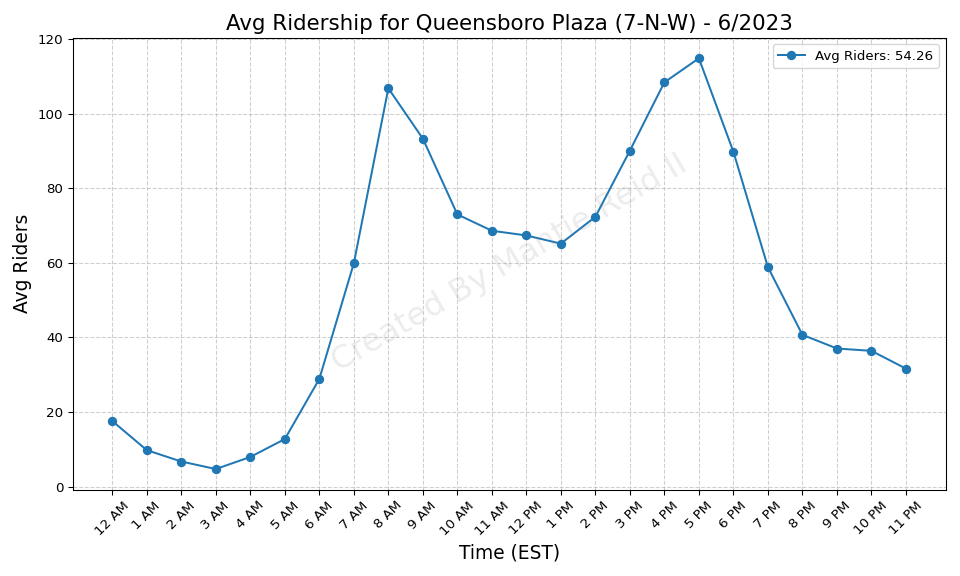 Avg Ridership for Queensboro Plaza (7-N-W) - 6/2023
Avg Riders: 54.26
120
100
80
60
40
20
0
Avg Riders
Created By Mantle Reid II
12 AM
1 AM
2 AM
3 AM
4 AM
5 AM
6 AM
7 AM
8 AM
9 AM
10 AM
11 AM
12 PM
1 PM
2 PM
3 PM
4 PM
5 PM
6 PM
7 PM
8 PM
9 PM
10 PM
11 PM
Time (EST)